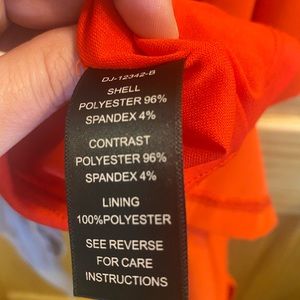 DJ-12342-B
SHELL
POLYESTER 96%
SPANDEX 4%
CONTRAST
POLYESTER 96%
SPANDEX 4%
LINING
100%POLYESTER
SEE REVERSE
FOR CARE
INSTRUCTIONS